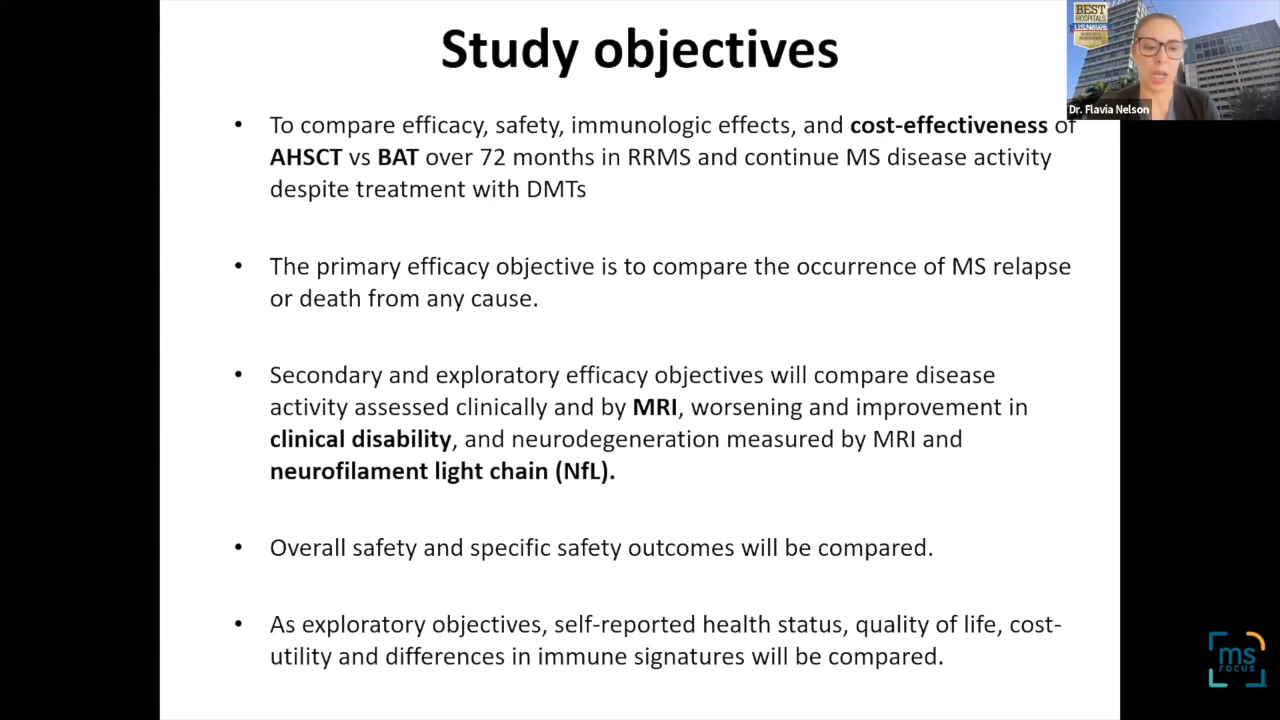 Study objectives
BEST
HOSPITALS
U.S.News
Dr. Flavia Nelson
• To compare efficacy, safety, immunologic effects, and cost-effectiveness of
AHSCT vs BAT over 72 months in RRMS and continue MS disease activity
despite treatment with DMTs
• The primary efficacy objective is to compare the occurrence of MS relapse
or death from any cause.
• Secondary and exploratory efficacy objectives will compare disease
activity assessed clinically and by MRI, worsening and improvement in
clinical disability, and neurodegeneration measured by MRI and
neurofilament light chain (NfL).
• Overall safety and specific safety outcomes will be compared.
• As exploratory objectives, self-reported health status, quality of life, cost-
utility and differences in immune signatures will be compared.
ms
FOCUS